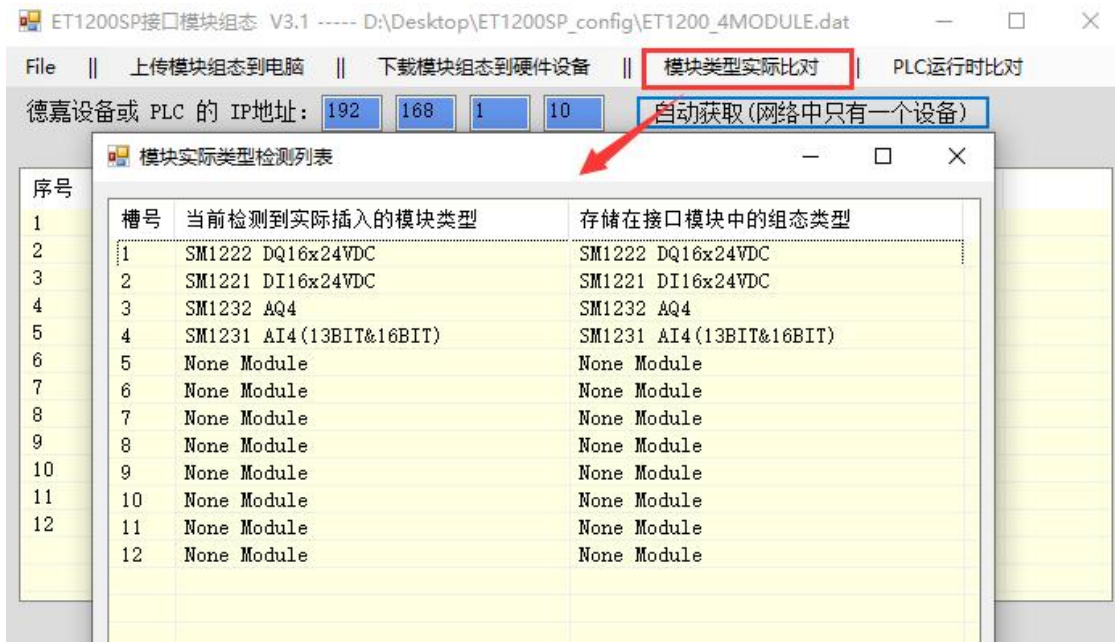 ET1200SP接口模块组态 V3.1 ----- D:\Desktop\ET1200SP_config\ET1200_4MODULE.dat
File || 上传模块组态到电脑 || 下载模块组态到硬件设备 || 模块类型实际比对 | PLC运行时比对
德嘉设备或 PLC 的 IP地址: 192 168 1 10 自动获取(网络中只有一个设备)
模块实际类型检测列表
序号
槽号 当前检测到实际插入的模块类型 存储在接口模块中的组态类型
1 1 SM1222 DQ16x24VDC SM1222 DQ16x24VDC
2 2 SM1221 DI16x24VDC SM1221 DI16x24VDC
3 3 SM1232 AQ4 SM1232 AQ4
4 4 SM1231 AI4(13BIT&16BIT) SM1231 AI4(13BIT&16BIT)
5 5 None Module None Module
6 6 None Module None Module
7 7 None Module None Module
8 8 None Module None Module
9 9 None Module None Module
10 10 None Module None Module
11 11 None Module None Module
12 12 None Module None Module